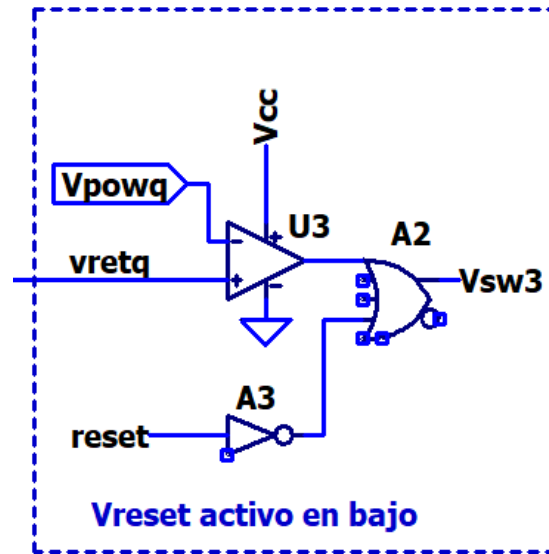 Vcc
Vpowq
U3
A2
vretq
Vsw3
A3
reset
Vreset activo en bajo